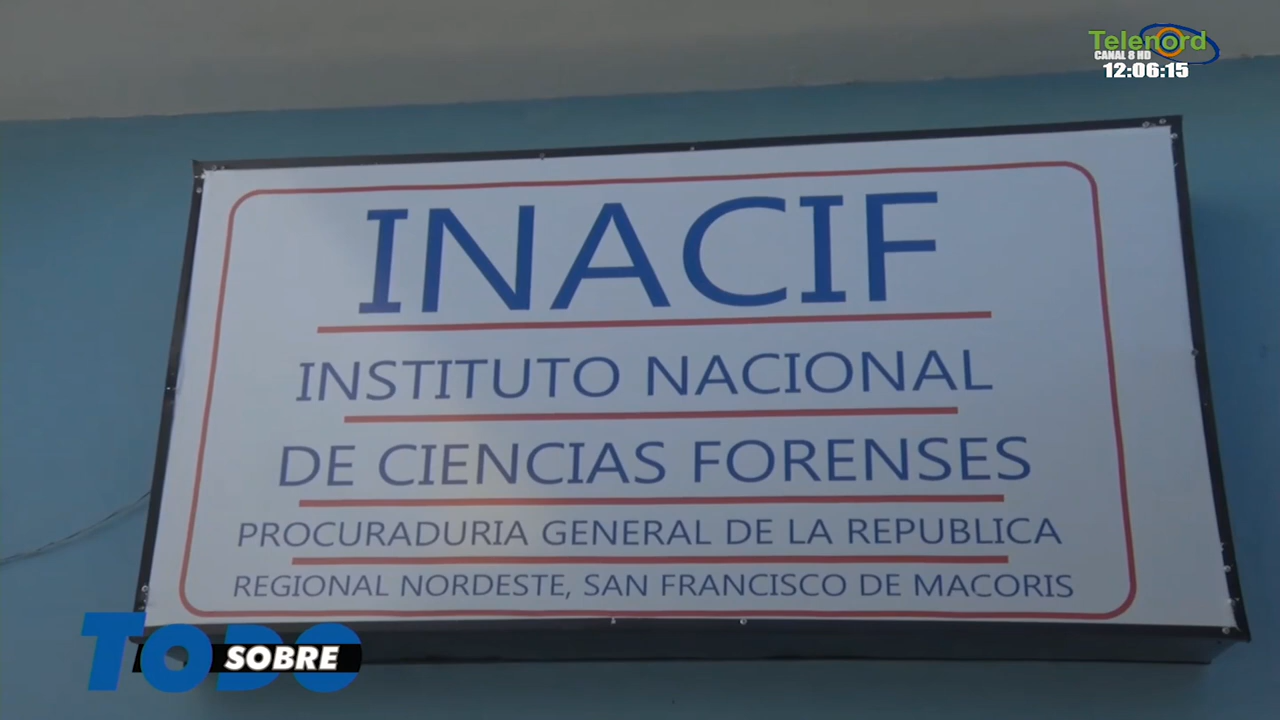 Telenord
CANAL 8 HD
12:06:15
INACIF
INSTITUTO NACIONAL
DE CIENCIAS FORENSES
PROCURADURIA GENERAL DE LA REPUBLICA
REGIONAL NORDESTE, SAN FRANCISCO DE MACORIS
TODO
SOBRE